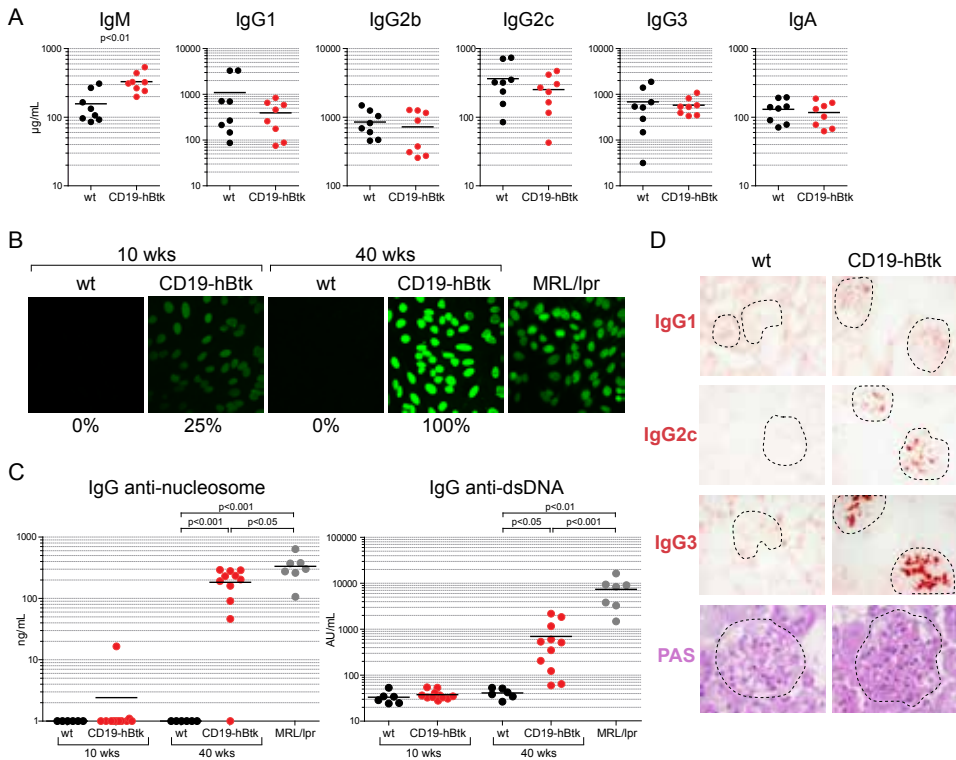 A
IgM
IgG1
IgG2b
IgG2c
IgG3
IgA
p<0.01
µg/mL
1000
100
10
wt
CD19-hBtk
10000
1000
100
10
wt
CD19-hBtk
10000
1000
100
wt
CD19-hBtk
1000
100
10
wt
CD19-hBtk
10000
1000
100
10
wt
CD19-hBtk
1000
100
10
wt
CD19-hBtk
B
10 wks
40 wks
wt
CD19-hBtk
wt
CD19-hBtk
MRL/lpr
0%
25%
0%
100%
C
IgG anti-nucleosome
p<0.001
p<0.001
p<0.05
ng/mL
1000
100
10
1
wt
CD19-hBtk
wt
CD19-hBtk
MRL/lpr
10 wks
40 wks
IgG anti-dsDNA
p<0.01
p<0.05
p<0.001
AU/mL
100000
10000
1000
100
10
wt
CD19-hBtk
wt
CD19-hBtk
MRL/lpr
10 wks
40 wks
D
wt
CD19-hBtk
IgG1
IgG2c
IgG3
PAS